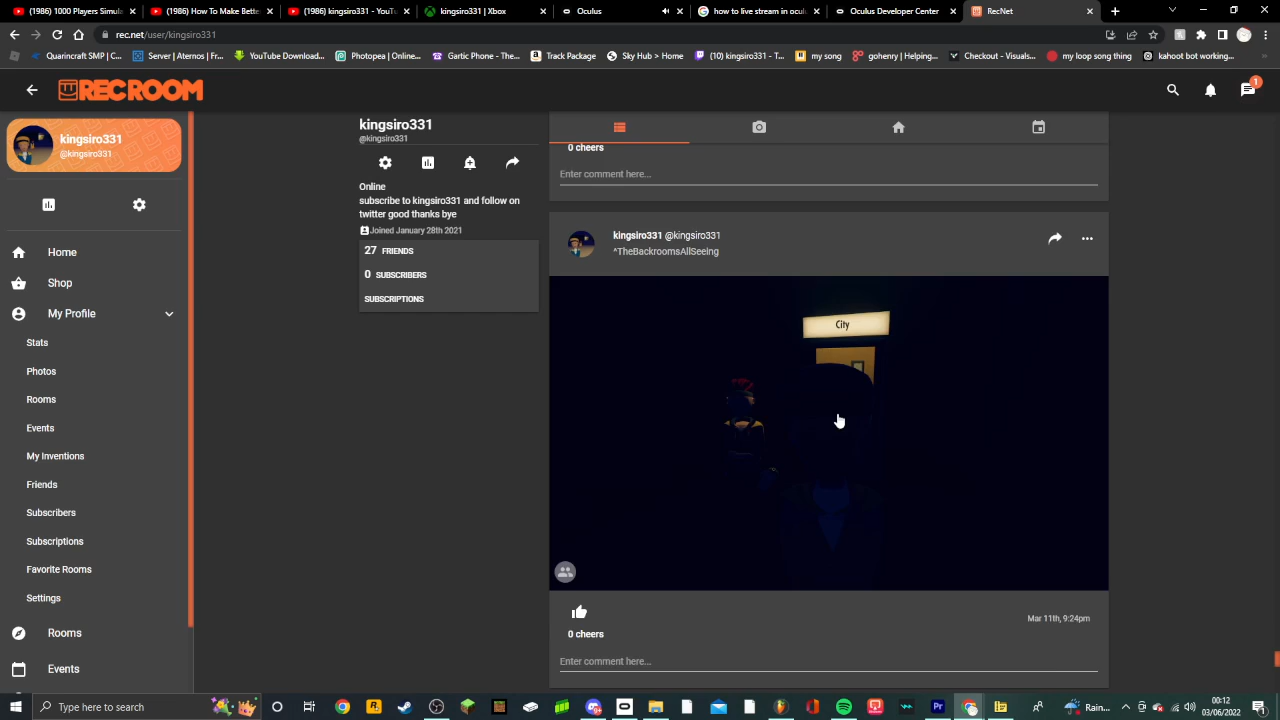 (1986) 1000 Players Simula
(1986) How To Make Better
(1986) kingsiro331 - YouTu
kingsiro331 | Xbox
Oculus
how to live stream in ocul
Oculus Developer Center
RecNet
rec.net/user/kingsiro331
Quaricraft SMP | C...
Server | Aternos | F...
YouTube Download...
Photopea | Online...
Gartic Phone - The...
Track Package
Sky Hub > Home
(10) kingsiro331 - T...
my song
gohenry | Helping...
Checkout - Visuals...
my loop song thing
kahoot bot working...
RECROOM
1
kingsiro331
@kingsiro331
Home
Shop
My Profile
Stats
Photos
Rooms
Events
My Inventions
Friends
Subscribers
Subscriptions
Favorite Rooms
Settings
Rooms
Events
kingsiro331
@kingsiro331
Online
subscribe to kingsiro331 and follow on
twitter good thanks bye
Joined January 28th 2021
27 FRIENDS
0 SUBSCRIBERS
SUBSCRIPTIONS
0 cheers
Enter comment here...
kingsiro331 @kingsiro331
^TheBackroomsAllSeeing
City
0 cheers
Mar 11th, 9:24pm
Enter comment here...
Type here to search
Rain...
00:12
03/06/2022